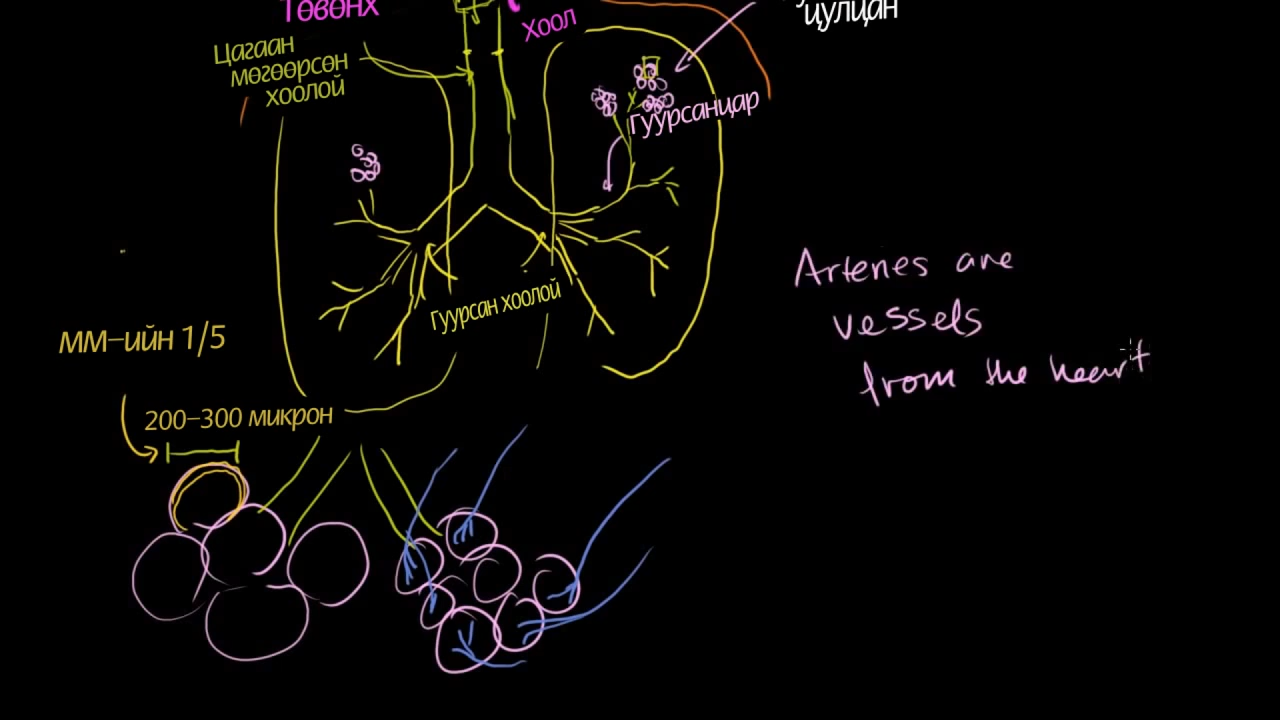 Төвөнх
Хоол
цулцан
Цагаан
мөгөөрсөн
хоолой
Гуурсанцар
Гуурсан хоолой
мм-ийн 1/5
200-300 микрон
Arteries are
vessels
from the heart